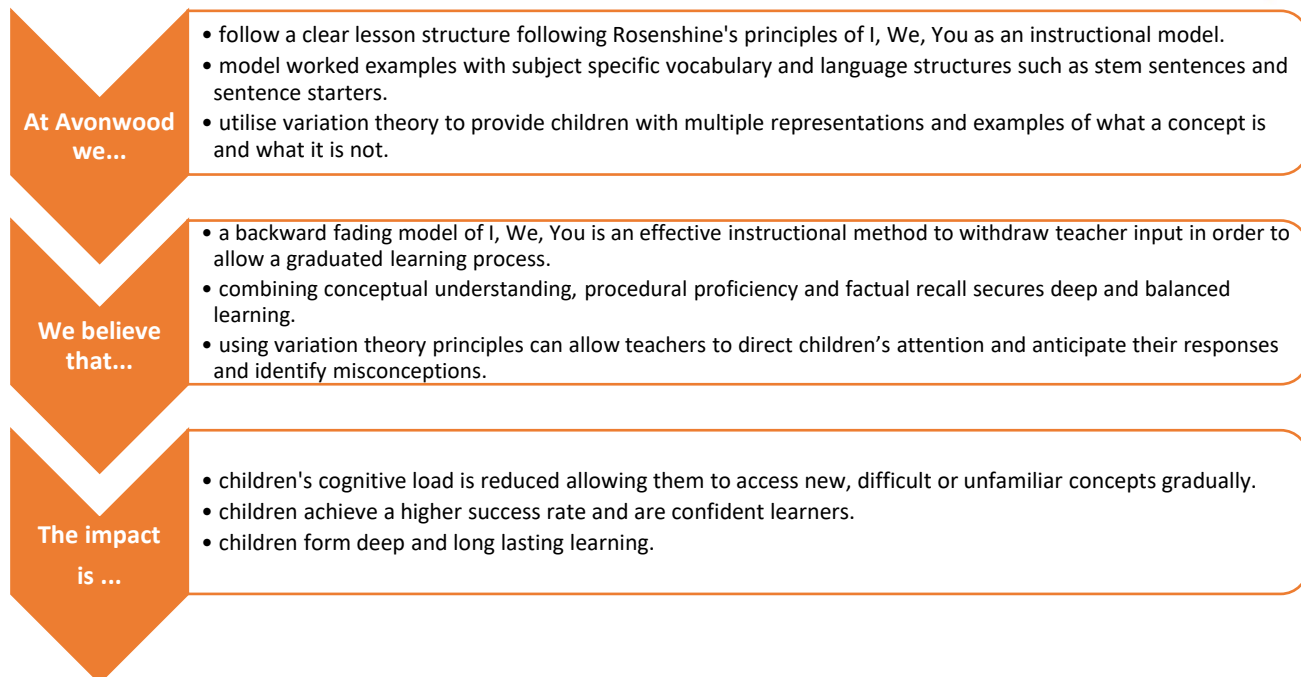 At Avonwood
we...
• follow a clear lesson structure following Rosenshine's principles of I, We, You as an instructional model.
• model worked examples with subject specific vocabulary and language structures such as stem sentences and
sentence starters.
• utilise variation theory to provide children with multiple representations and examples of what a concept is
and what it is not.
We believe
that...
• a backward fading model of I, We, You is an effective instructional method to withdraw teacher input in order to
allow a graduated learning process.
• combining conceptual understanding, procedural proficiency and factual recall secures deep and balanced
learning.
• using variation theory principles can allow teachers to direct children’s attention and anticipate their responses
and identify misconceptions.
The impact
is ...
• children's cognitive load is reduced allowing them to access new, difficult or unfamiliar concepts gradually.
• children achieve a higher success rate and are confident learners.
• children form deep and long lasting learning.